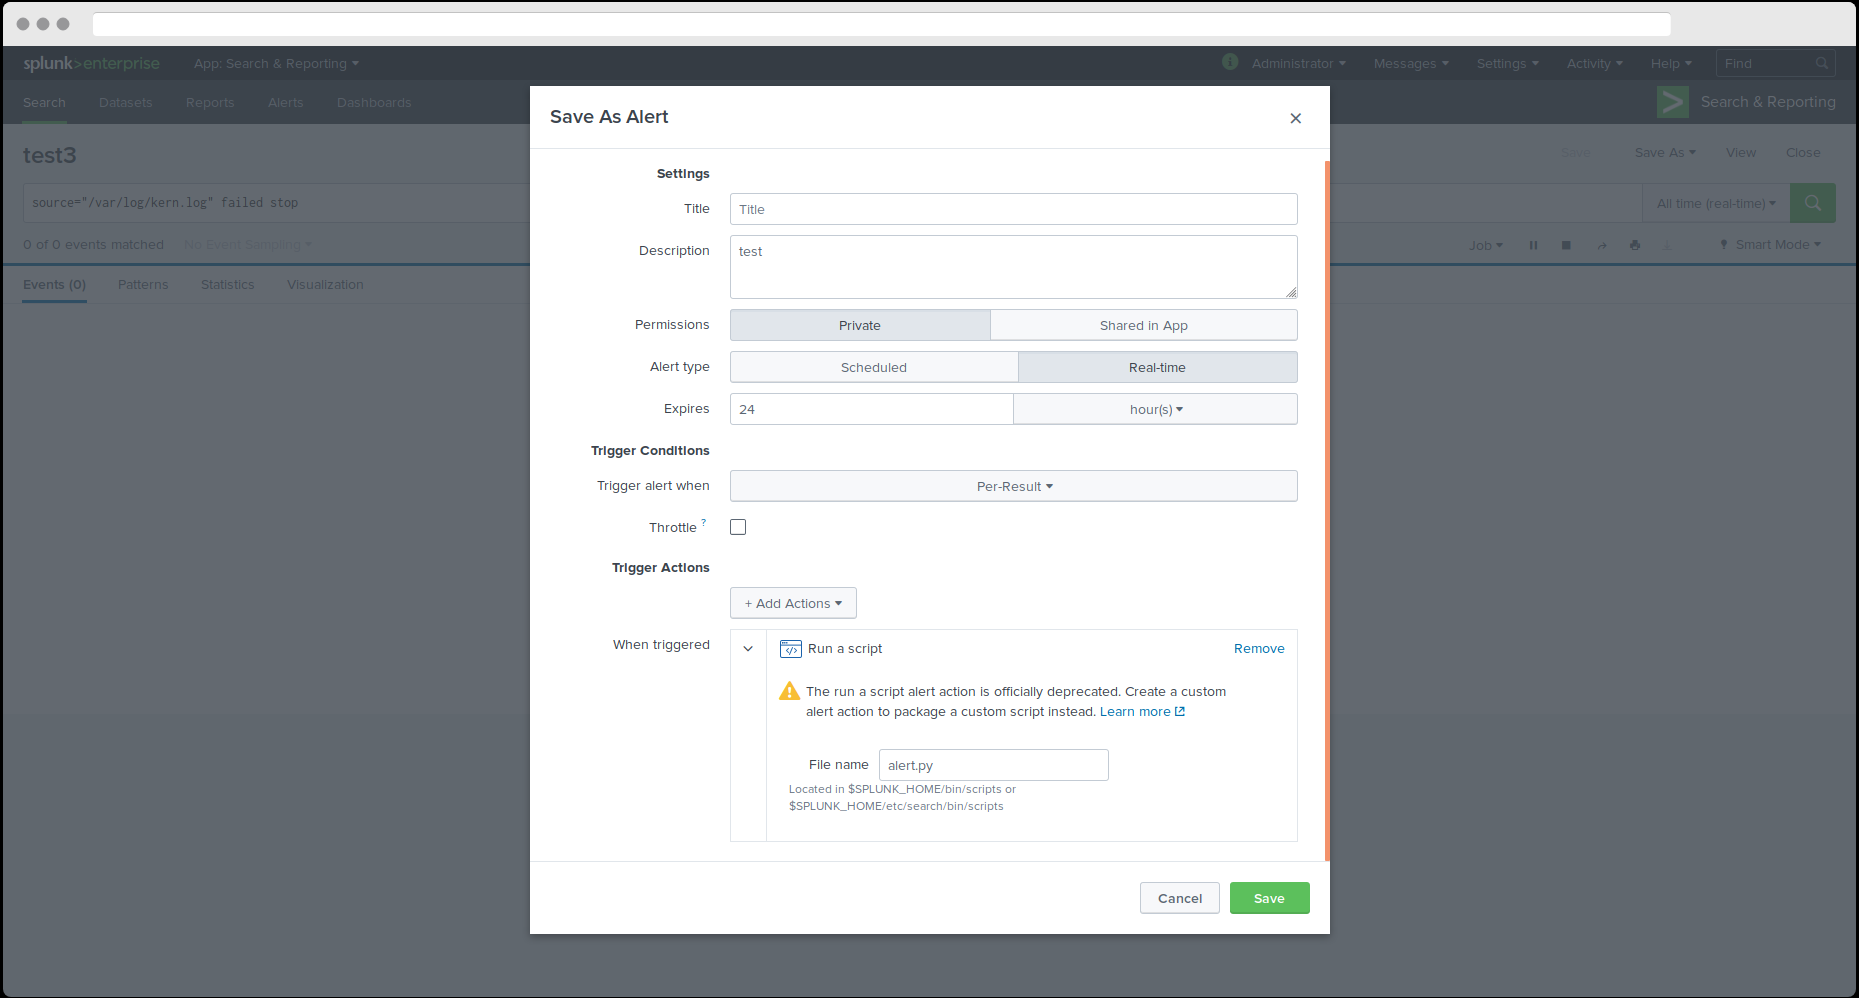 splunk>enterprise App: Search & Reporting i Administrator Messages Settings Activity Help Find
Search Datasets Reports Alerts Dashboards > Search & Reporting
test3 Save Save As View Close
source="/var/log/kern.log" failed stop All time (real-time)
0 of 0 events matched No Event Sampling Job Smart Mode
Events (0) Patterns Statistics Visualization
Save As Alert
Settings
Title Title
Description test
Permissions Private Shared in App
Alert type Scheduled Real-time
Expires 24 hour(s)
Trigger Conditions
Trigger alert when Per-Result
Throttle ?
Trigger Actions
+ Add Actions
When triggered Run a script Remove
The run a script alert action is officially deprecated. Create a custom
alert action to package a custom script instead. Learn more
File name alert.py
Located in $SPLUNK_HOME/bin/scripts or
$SPLUNK_HOME/etc/search/bin/scripts
Cancel Save